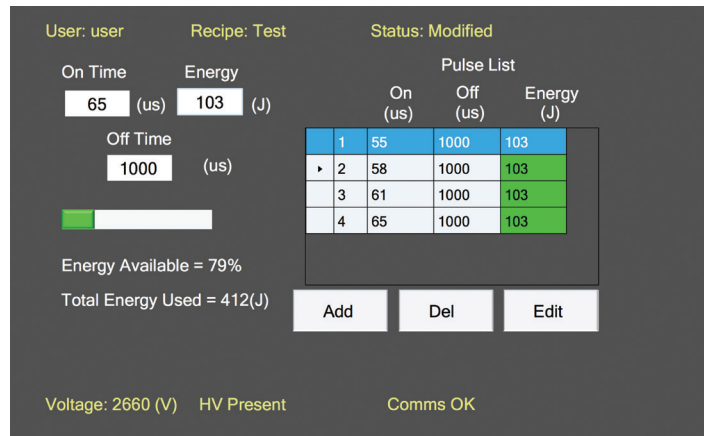 User: user Recipe: Test Status: Modified
On Time Energy Pulse List
65 (us) 103 (J) On (us) Off (us) Energy (J)
Off Time
1000 (us)
1 55 1000 103
2 58 1000 103
3 61 1000 103
4 65 1000 103
Energy Available = 79%
Total Energy Used = 412(J)
Add Del Edit
Voltage: 2660 (V) HV Present Comms OK